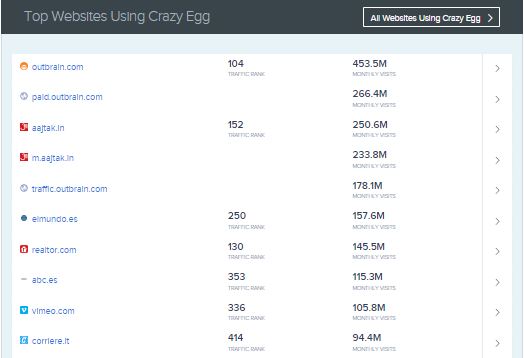 Top Websites Using Crazy Egg
All Websites Using Crazy Egg
outbrain.com 104 453.5M
TRAFFIC RANK MONTHLY VISITS
paid.outbrain.com 266.4M
MONTHLY VISITS
aajtak.in 152 250.6M
TRAFFIC RANK MONTHLY VISITS
m.aajtak.in 233.8M
MONTHLY VISITS
traffic.outbrain.com 178.1M
MONTHLY VISITS
elmundo.es 250 157.6M
TRAFFIC RANK MONTHLY VISITS
realtor.com 130 145.5M
TRAFFIC RANK MONTHLY VISITS
abc.es 353 115.3M
TRAFFIC RANK MONTHLY VISITS
vimeo.com 336 105.8M
TRAFFIC RANK MONTHLY VISITS
corriere.it 414 94.4M
TRAFFIC RANK MONTHLY VISITS